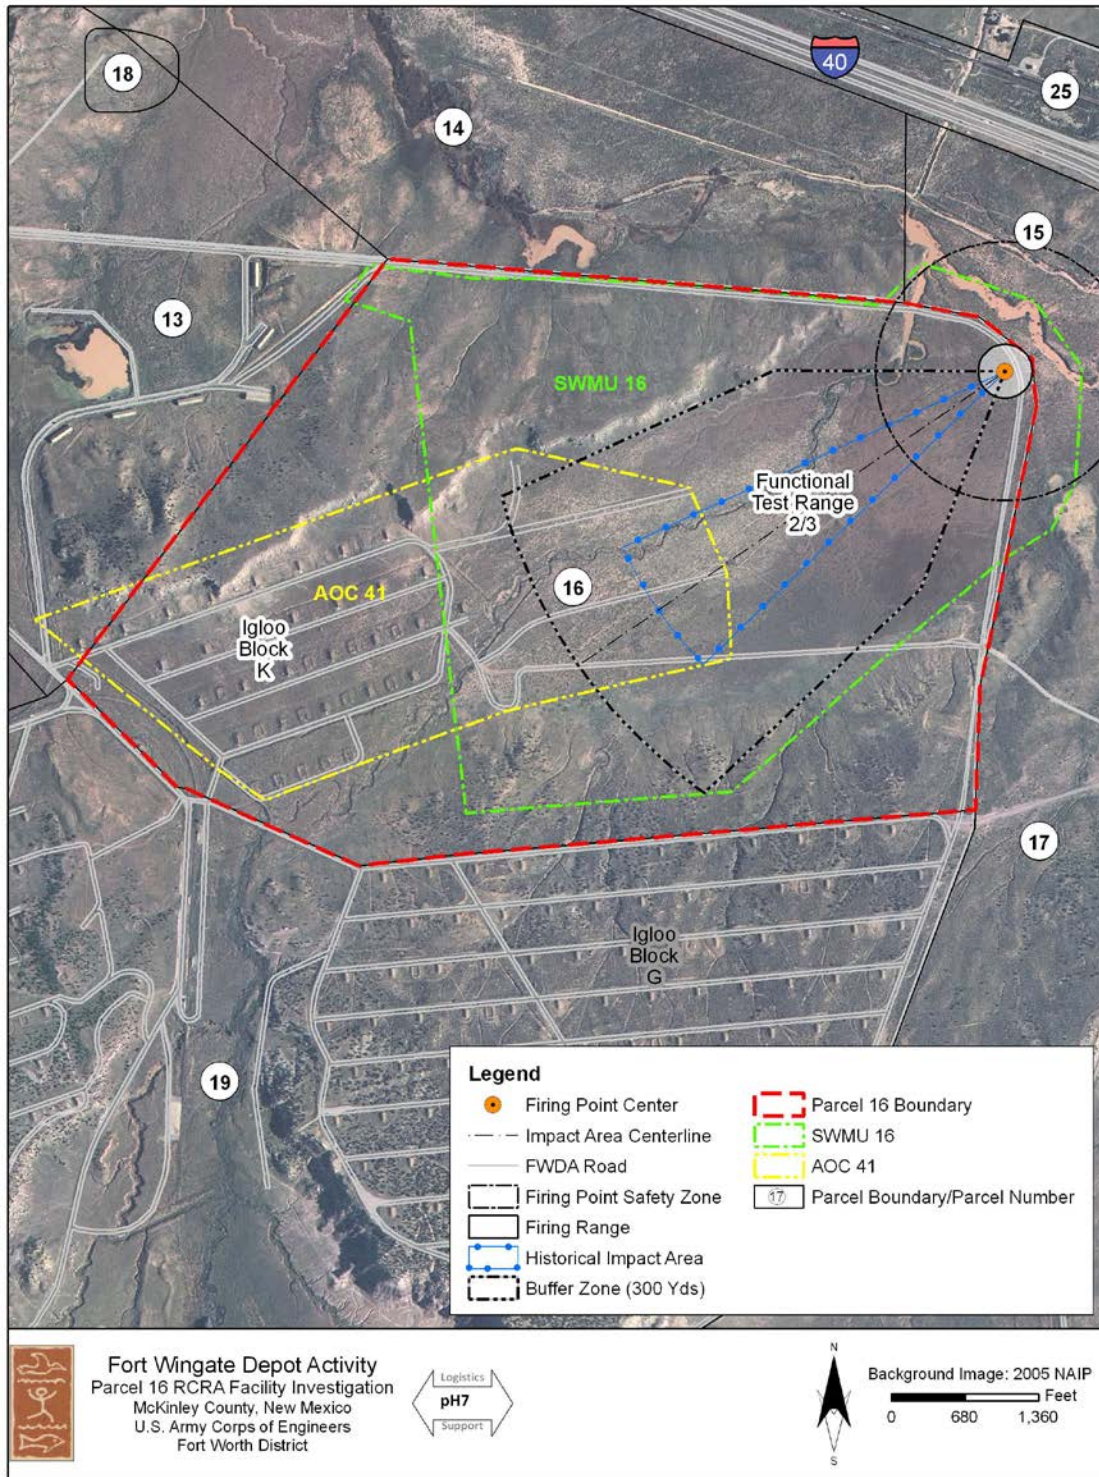 18
14
40
25
15
13
SWMU 16
Functional
Test Range
2/3
16
AOC 41
Igloo
Block
K
17
Igloo
Block
G
19
Legend
Firing Point Center
Impact Area Centerline
FWDA Road
Firing Point Safety Zone
Firing Range
Historical Impact Area
Buffer Zone (300 Yds)
Parcel 16 Boundary
SWMU 16
AOC 41
17 Parcel Boundary/Parcel Number
Fort Wingate Depot Activity
Parcel 16 RCRA Facility Investigation
McKinley County, New Mexico
U.S. Army Corps of Engineers
Fort Worth District
Logistics
pH7
Support
N
S
Background Image: 2005 NAIP
Feet
0 680 1,360